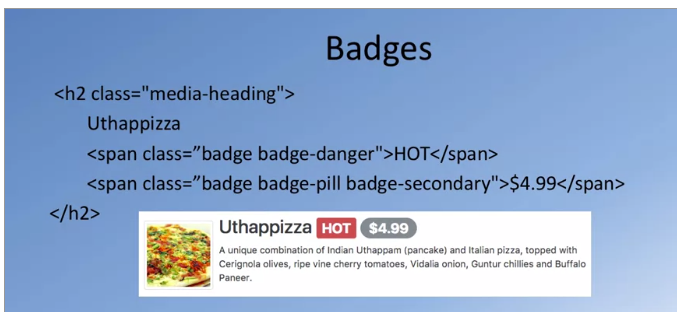 Badges
<h2 class="media-heading">
Uthappizza
<span class=”badge badge-danger">HOT</span>
<span class=”badge badge-pill badge-secondary">$4.99</span>
</h2>
Uthappizza HOT $4.99
A unique combination of Indian Uthappam (pancake) and Italian pizza, topped with
Cerignola olives, ripe vine cherry tomatoes, Vidalia onion, Guntur chillies and Buffalo
Paneer.